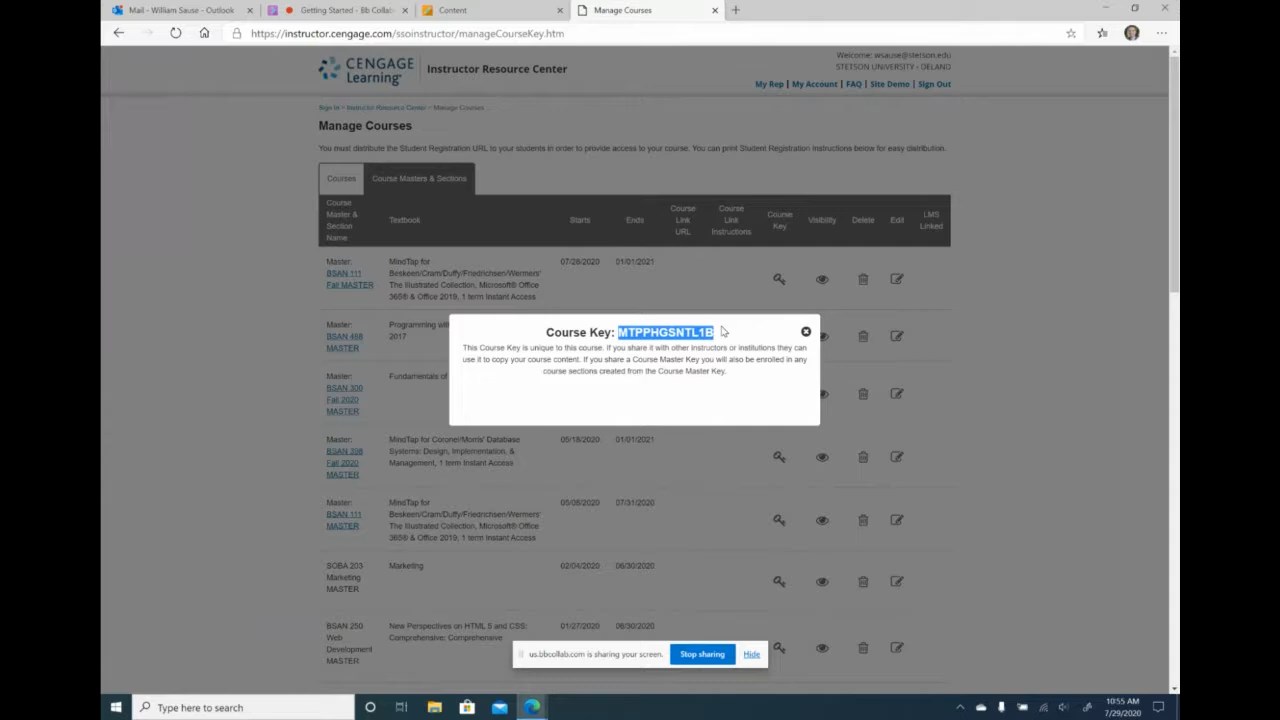 Mail - William Sause - Outlook
Getting Started - Bb Collab
Content
Manage Courses
https://instructor.cengage.com/ssoinstructor/manageCourseKey.htm
CENGAGE
Learning
Instructor Resource Center
Welcome: wsause@stetson.edu
STETSON UNIVERSITY - DELAND
My Rep | My Account | FAQ | Site Demo | Sign Out
Sign In > Instructor Resource Center > Manage Courses
Manage Courses
You must distribute the Student Registration URL to your students in order to provide access to your course. You can print Student Registration Instructions below for easy distribution.
Courses
Course Masters & Sections
Course
Master &
Section
Name
Textbook
Starts
Ends
Course
Link
URL
Course
Link
Instructions
Course
Key
Visibility
Delete
Edit
LMS
Linked
Master:
BSAN 111
Fall MASTER
MindTap for
Beskeen/Cram/Duffy/Friedrichsen/Wermers'
The Illustrated Collection, Microsoft®
365® & Office 2019, 1 term Instant Access
07/28/2020
01/01/2021
Course Key: MTPPHGSNTL1B
This Course Key is unique to this course. If you share it with other instructors or institutions they can
use it to copy your course content. If you share a Course Master Key you will also be enrolled in any
course sections created from the Course Master Key.
Master:
BSAN 468
MASTER
Programming wit
2017
Master:
BSAN 300
Fall 2020
MASTER
Fundamentals of
Master:
BSAN 398
Fall 2020
MASTER
MindTap for Coronel/Morris' Database
Systems: Design, Implementation, &
Management, 1 term Instant Access
05/18/2020
01/01/2021
Master:
BSAN 111
MASTER
MindTap for
Beskeen/Cram/Duffy/Friedrichsen/Wermers'
The Illustrated Collection, Microsoft® Office
365® & Office 2019, 1 term Instant Access
05/08/2020
07/31/2020
SOBA 203
Marketing
MASTER
Marketing
02/04/2020
06/30/2020
BSAN 250
Web
Development
MASTER
New Perspectives on HTML 5 and CSS:
Comprehensive: Comprehensive
01/27/2020
06/30/2020
us.bbcollab.com is sharing your screen.
Stop sharing
Hide
Type here to search
10:55 AM
7/29/2020